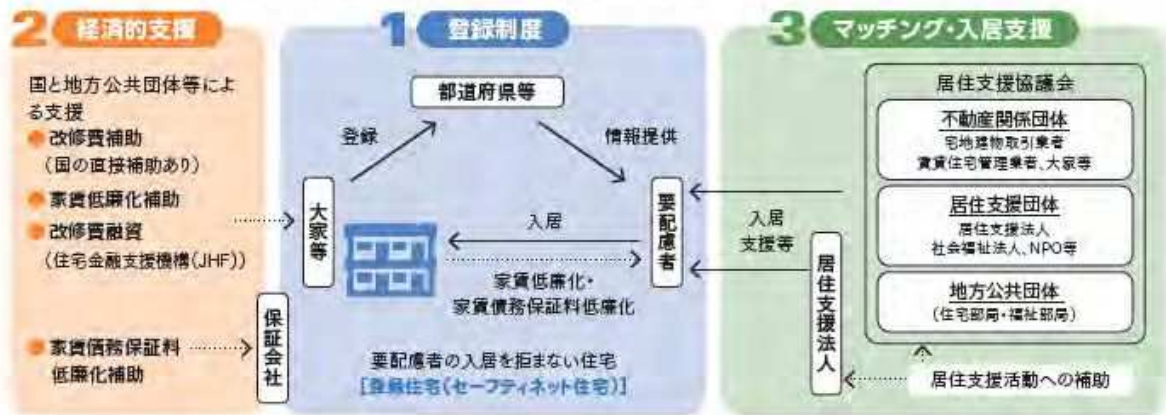 2 経済的支援
国と地方公共団体等によ
る支援
●改修費補助
(国の直接補助あり)
●家賃低廉化補助
●改修費融資
(住宅金融支援機構(JHF))
●家賃債務保証料
低廉化補助
1 登録制度
都道府県等
登録
情報提供
大家等
要配慮者
入居
家賃低廉化・
家賃債務保証料低廉化
保証会社
要配慮者の入居を拒まない住宅
[登録住宅(セーフティネット住宅)]
3 マッチング・入居支援
居住支援協議会
不動産関係団体
宅地建物取引業者
賃貸住宅管理業者、大家等
居住支援団体
居住支援法人
社会福祉法人、NPO等
地方公共団体
(住宅部局・福祉部局)
入居
支援等
居住支援法人
居住支援活動への補助